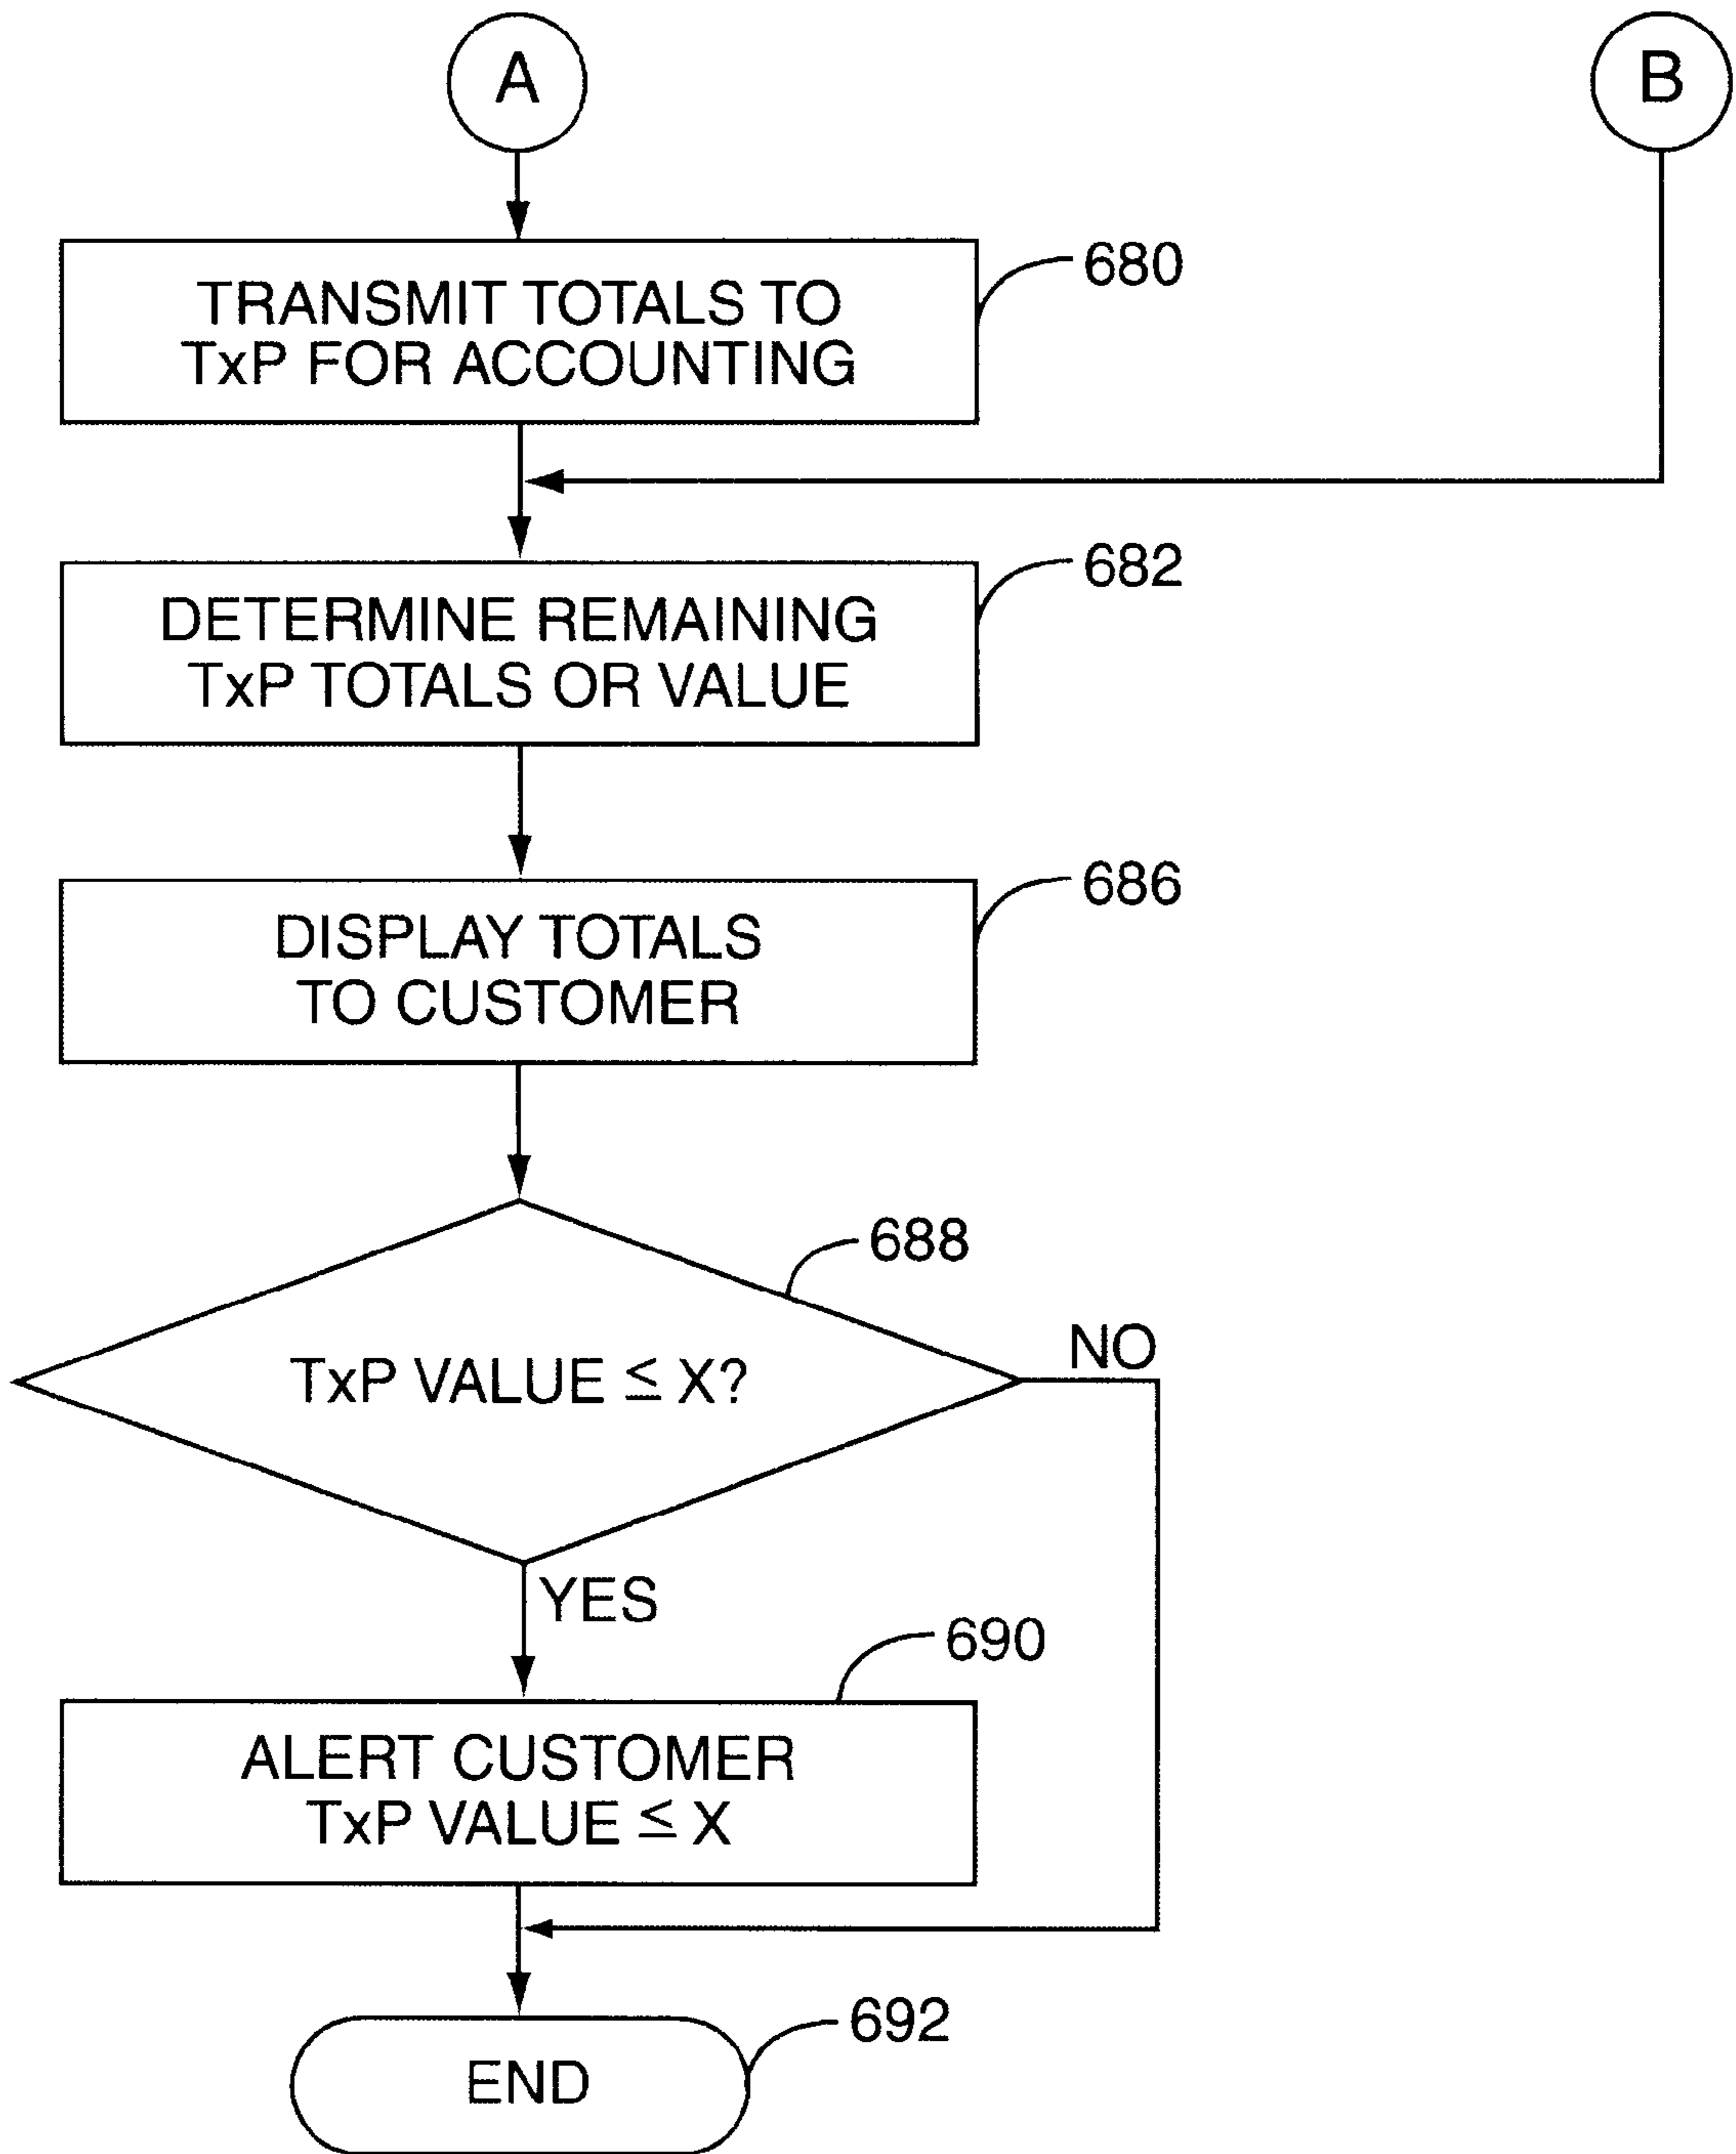 A
B
680
TRANSMIT TOTALS TO
TxP FOR ACCOUNTING
682
DETERMINE REMAINING
TxP TOTALS OR VALUE
686
DISPLAY TOTALS
TO CUSTOMER
688
NO
TxP VALUE ≤ X?
YES
690
ALERT CUSTOMER
TxP VALUE ≤ X
692
END